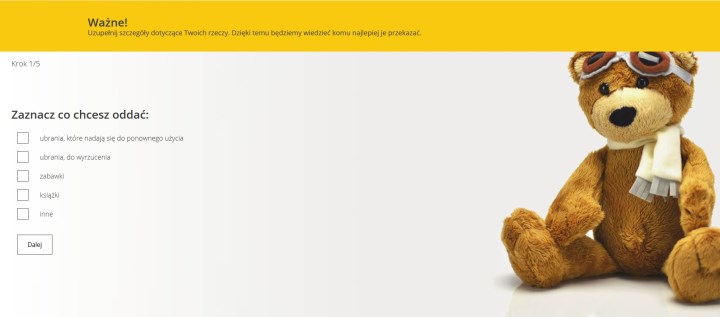 Ważne!
Uzupełnij szczegóły dotyczące Twoich rzeczy. Dzięki temu będziemy wiedzieć komu najlepiej je przekazać.
Krok 1/5
Zaznacz co chcesz oddać:
ubrania, które nadają się do ponownego użycia
ubrania, do wyrzucenia
zabawki
książki
inne
Dalej